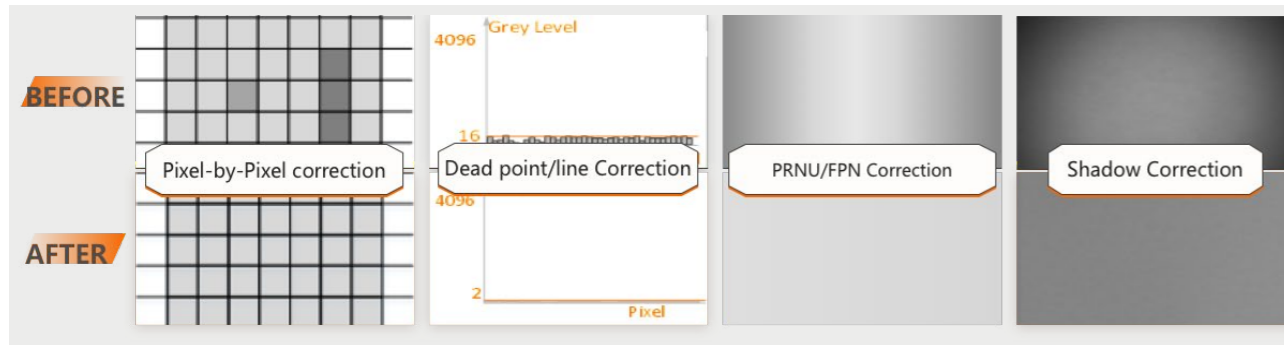 BEFORE
Grey Level
4096
16
Pixel-by-Pixel correction
Dead point/line Correction
PRNU/FPN Correction
Shadow Correction
4096
AFTER
2
Pixel